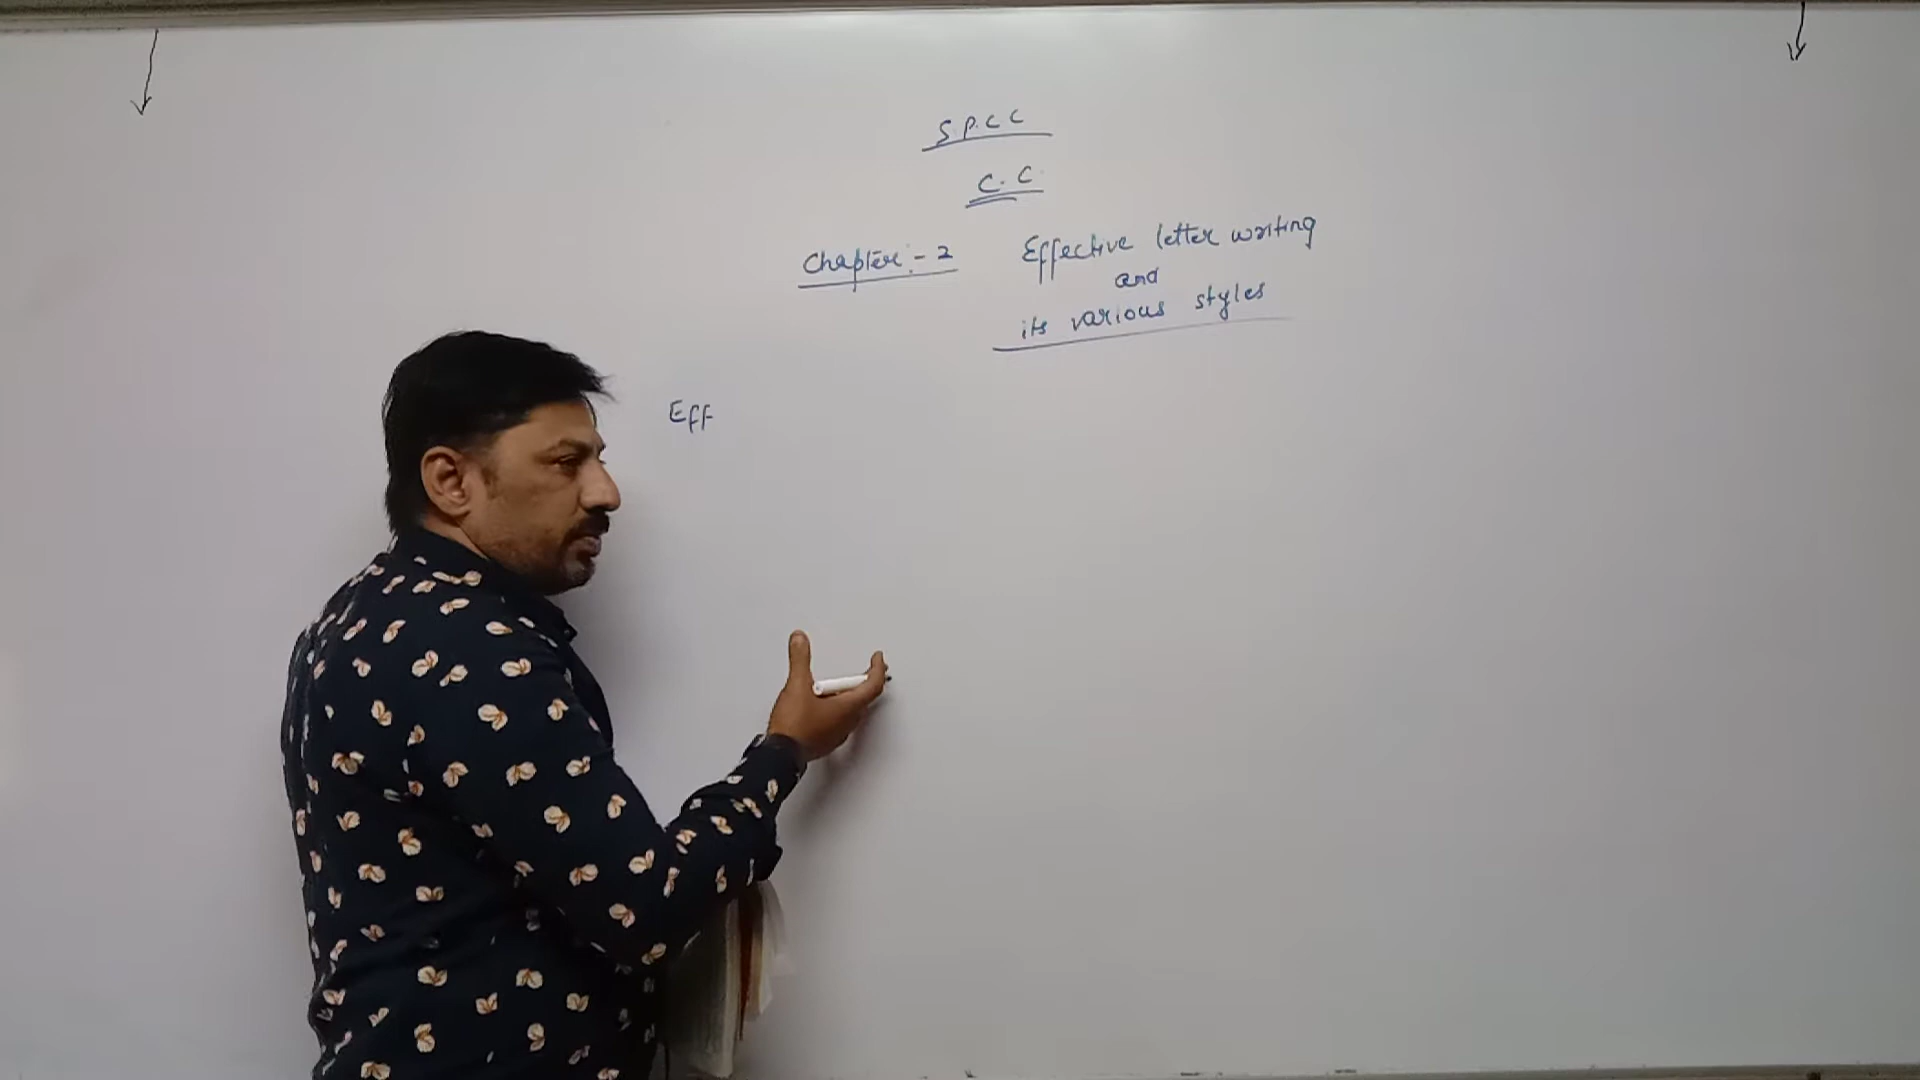 S.P.C.C
C.C.
Chapter:- 2 Effective letter writing
and
its various styles
Eff